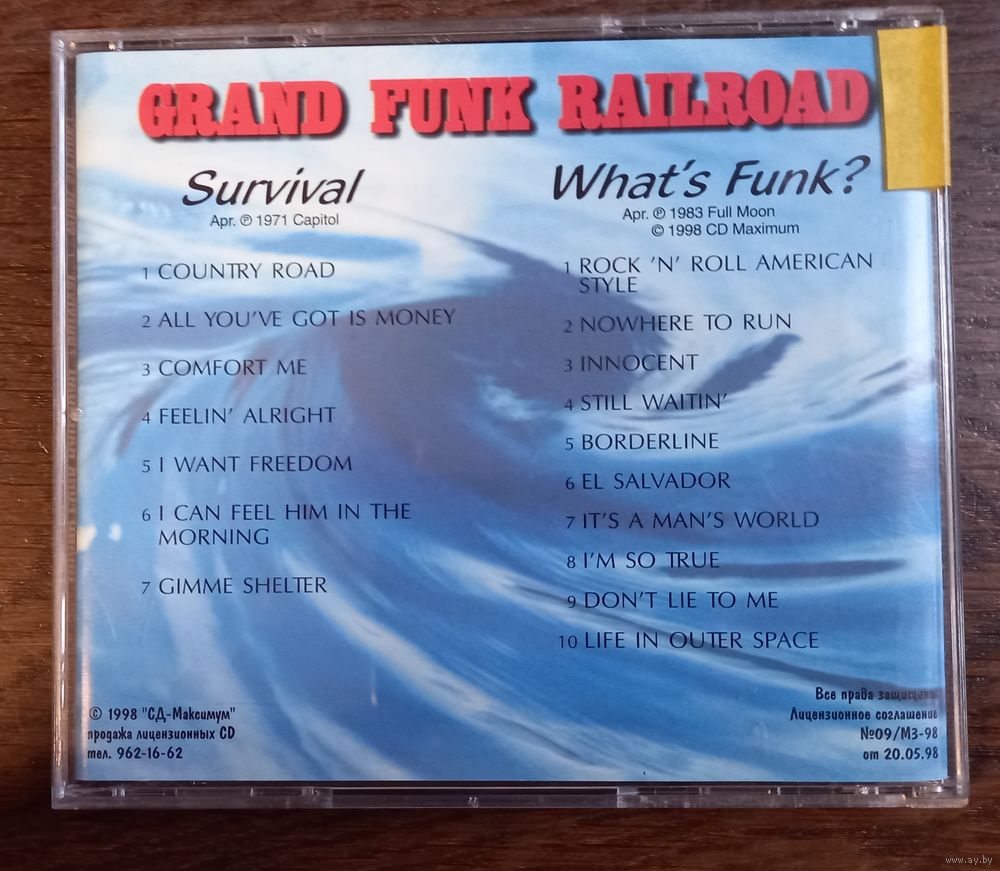 GRAND FUNK RAILROAD
Survival
Apr. ℗ 1971 Capitol
1 COUNTRY ROAD
2 ALL YOU'VE GOT IS MONEY
3 COMFORT ME
4 FEELIN' ALRIGHT
5 I WANT FREEDOM
6 I CAN FEEL HIM IN THE
MORNING
7 GIMME SHELTER
What's Funk?
Apr. ℗ 1983 Full Moon
© 1998 CD Maximum
1 ROCK 'N' ROLL AMERICAN
STYLE
2 NOWHERE TO RUN
3 INNOCENT
4 STILL WAITIN'
5 BORDERLINE
6 EL SALVADOR
7 IT'S A MAN'S WORLD
8 I'M SO TRUE
9 DON'T LIE TO ME
10 LIFE IN OUTER SPACE
© 1998 "СД-Максимум"
продажа лицензионных CD
тел. 962-16-62
Все права защищены
Лицензионное соглашение
№09/МЗ-98
от 20.05.98
www.ay.by